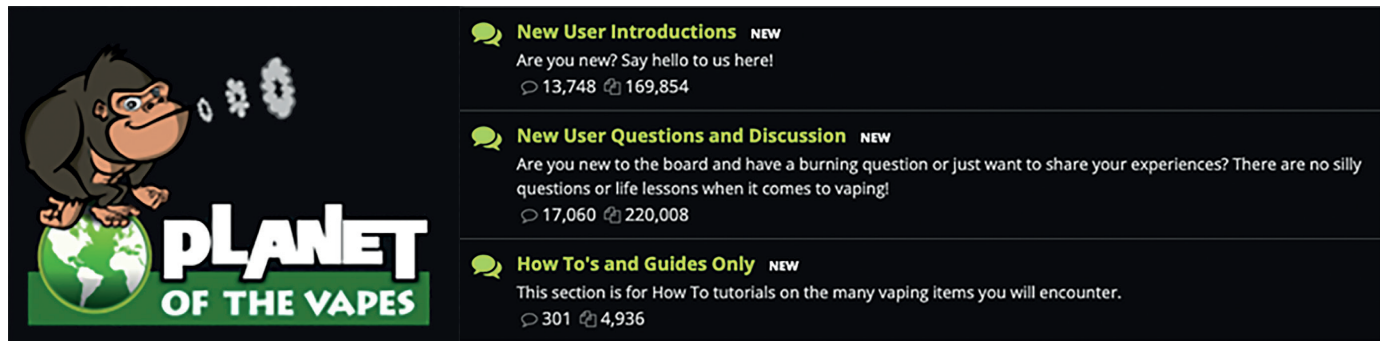 PLANET
OF THE VAPES
New User Introductions NEW
Are you new? Say hello to us here!
13,748 169,854
New User Questions and Discussion NEW
Are you new to the board and have a burning question or just want to share your experiences? There are no silly
questions or life lessons when it comes to vaping!
17,060 220,008
How To's and Guides Only NEW
This section is for How To tutorials on the many vaping items you will encounter.
301 4,936